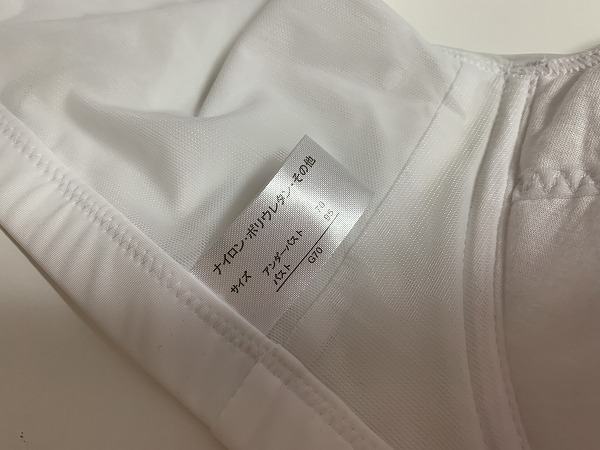 ナイロン・ポリウレタン・その他
サイズ アンダーバスト 70
バスト 95
G70